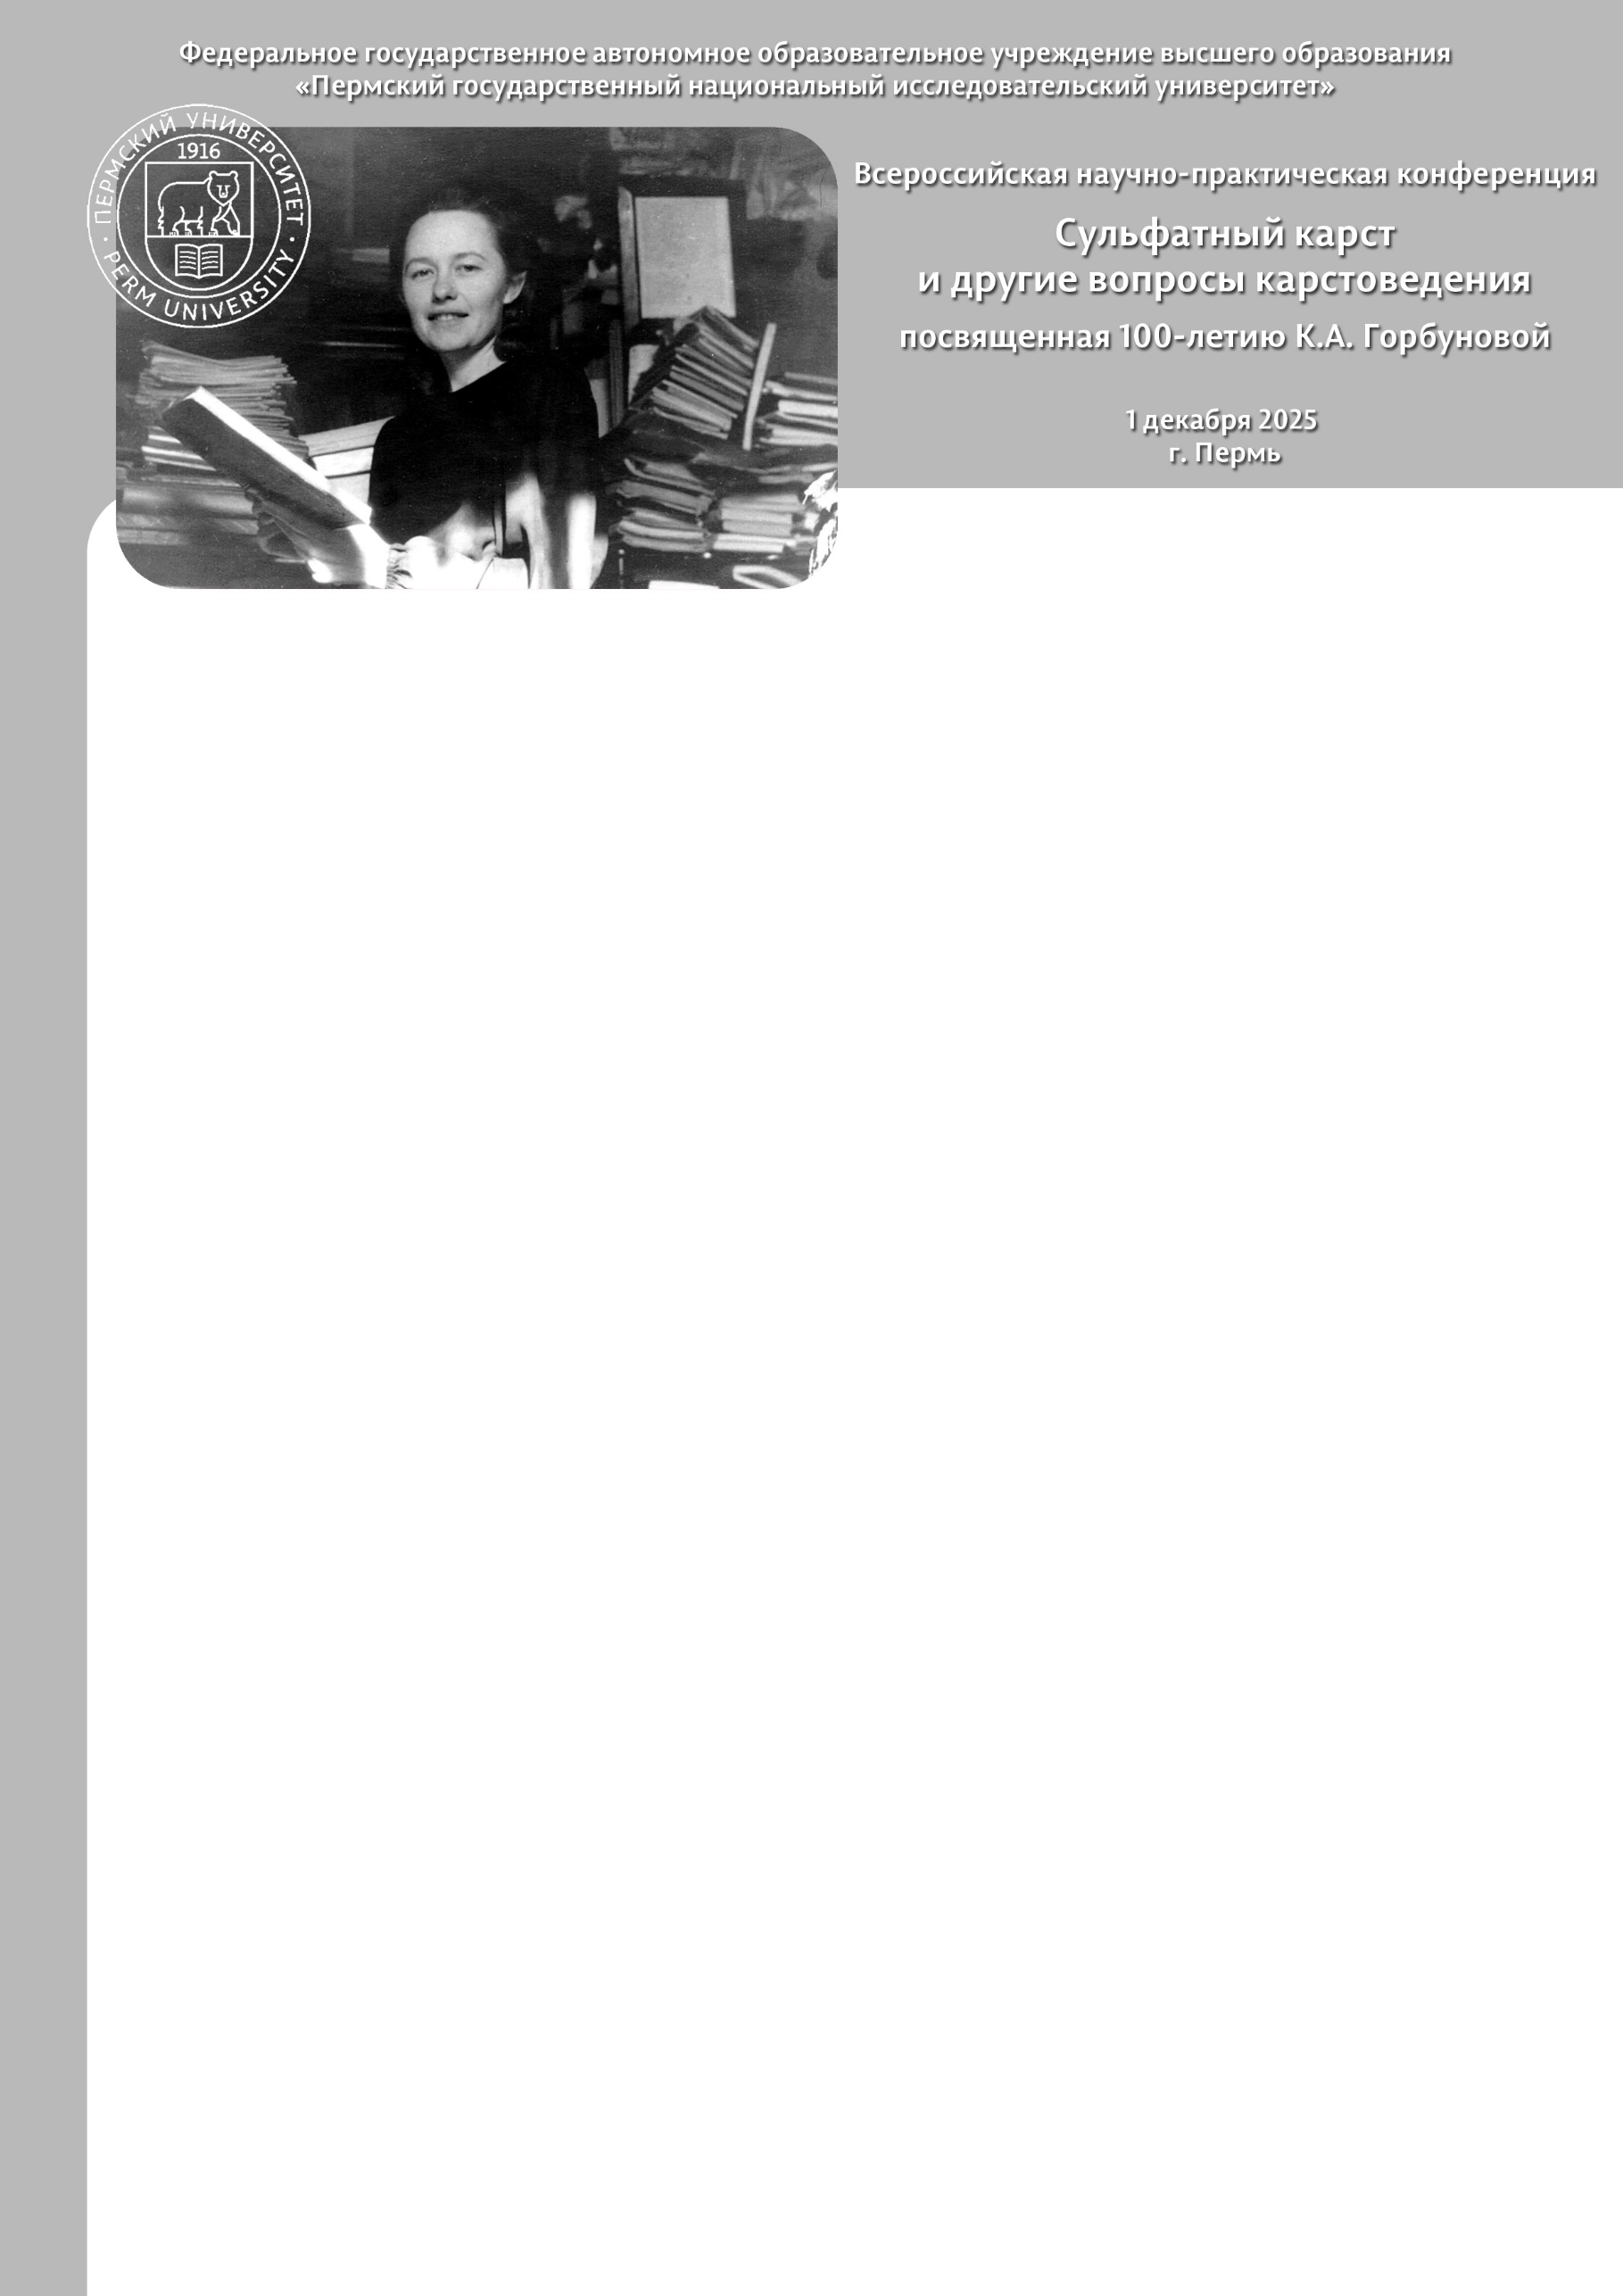 Федеральное государственное автономное образовательное учреждение высшего образования
«Пермский государственный национальный исследовательский университет»
ПЕРМСКИЙ УНИВЕРСИТЕТ
1916
PERM UNIVERSITY
Всероссийская научно-практическая конференция
Сульфатный карст
и другие вопросы карстоведения
посвященная 100-летию К.А. Горбуновой
1 декабря 2025
г. Пермь